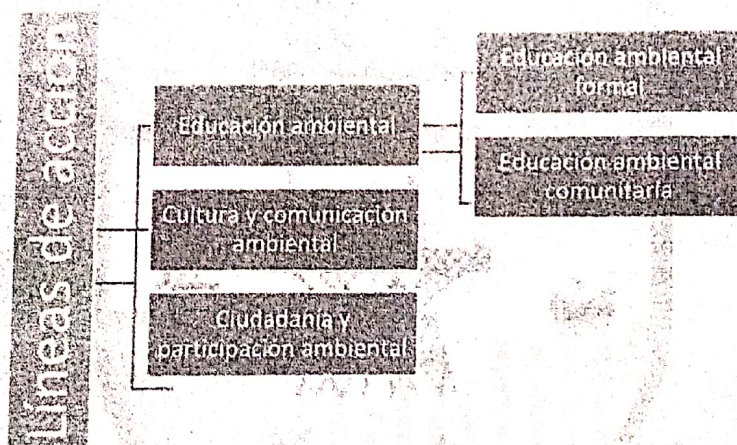 Líneas de acción
Educación ambiental
Cultura y comunicación
ambiental
Ciudadanía y
participación ambiental
Educación ambiental
formal
Educación ambiental
comunitaria